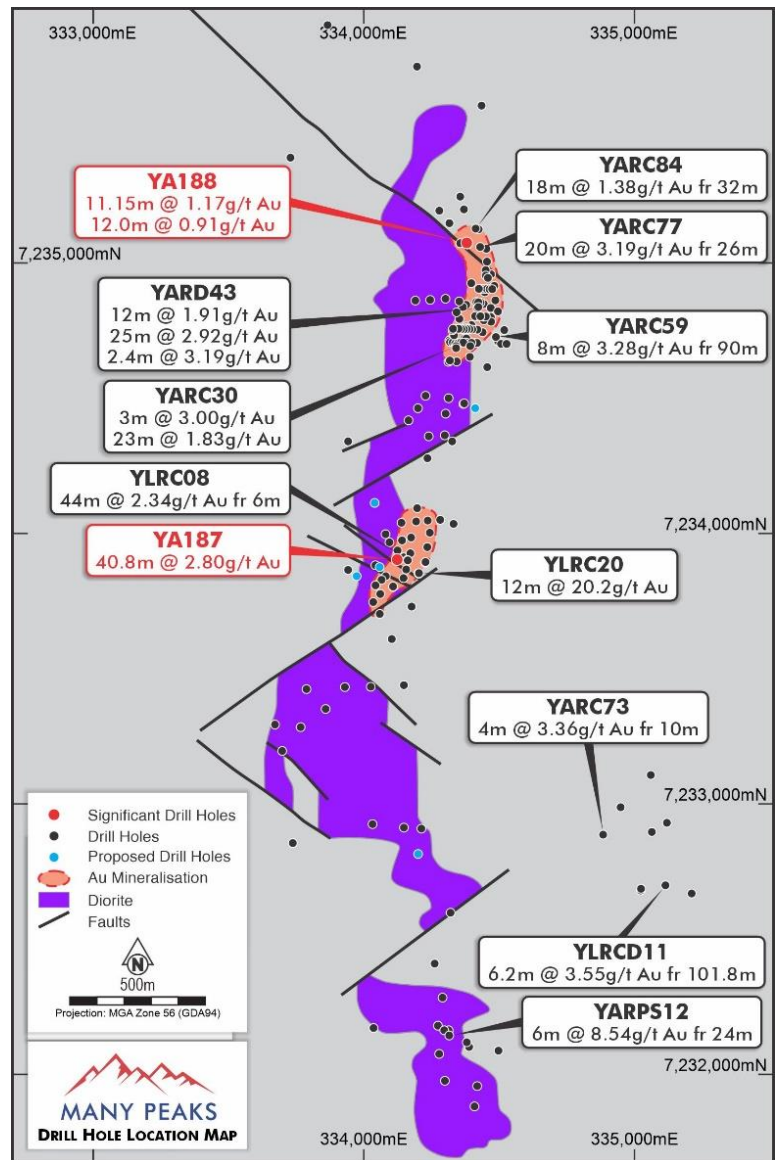 333,000mE
334,000mE
335,000mE
YARC84
18m @ 1.38g/t Au fr 32m
YA188
11.15m @ 1.17g/t Au
12.0m @ 0.91g/t Au
YARC77
20m @ 3.19g/t Au fr 26m
7,235,000mN
YARD43
12m @ 1.91g/t Au
25m @ 2.92g/t Au
2.4m @ 3.19g/t Au
YARC59
8m @ 3.28g/t Au fr 90m
YARC30
3m @ 3.00g/t Au
23m @ 1.83g/t Au
YLRC08
44m @ 2.34g/t Au fr 6m
7,234,000mN
YA187
40.8m @ 2.80g/t Au
YLRC20
12m @ 20.2g/t Au
YARC73
4m @ 3.36g/t Au fr 10m
7,233,000mN
Significant Drill Holes
Drill Holes
Proposed Drill Holes
Au Mineralisation
Diorite
Faults
N
500m
Projection: MGA Zone 56 (GDA94)
YLRCD11
6.2m @ 3.55g/t Au fr 101.8m
YARPS12
6m @ 8.54g/t Au fr 24m
7,232,000mN
MANY PEAKS
DRILL HOLE LOCATION MAP
334,000mE
335,000mE